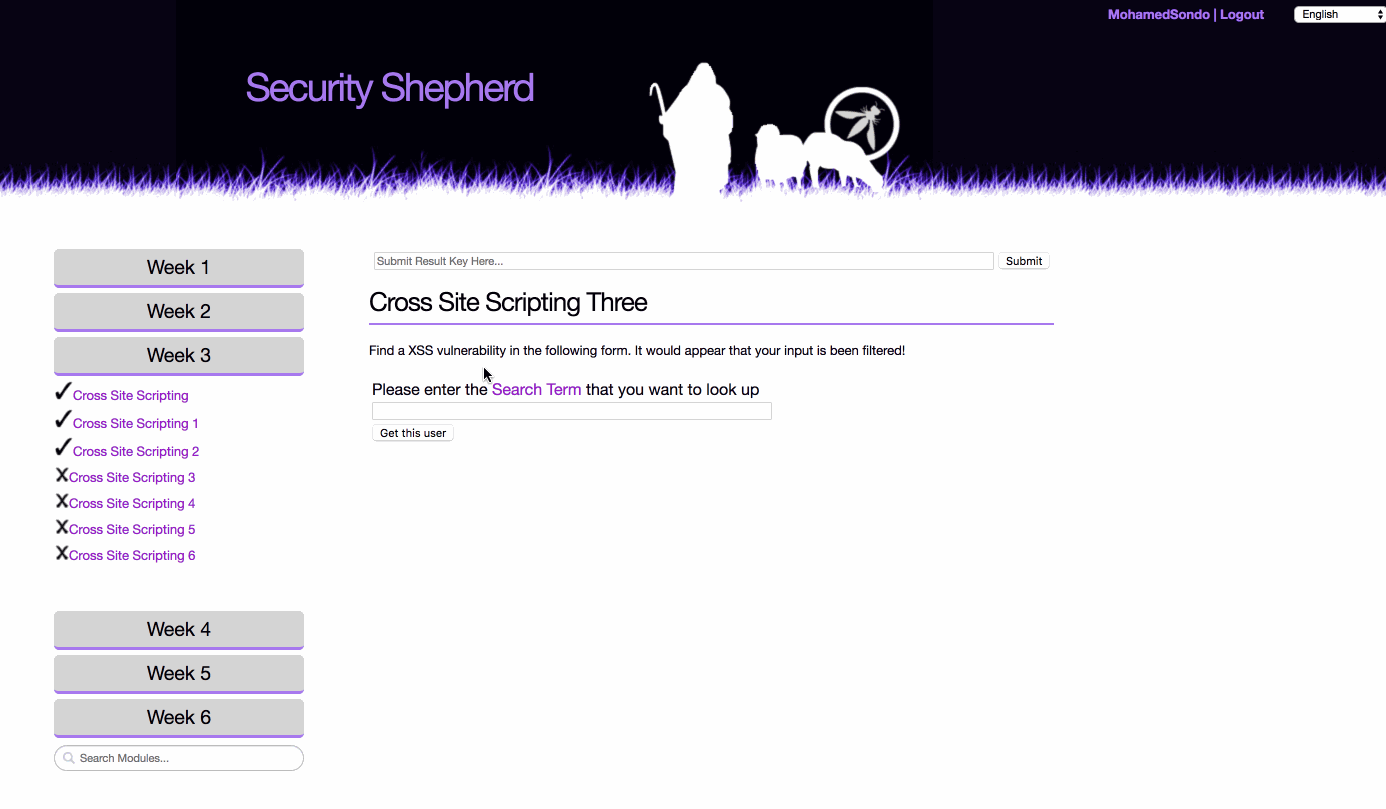 MohamedSondo | Logout
English
Security Shepherd
Week 1
Week 2
Week 3
Cross Site Scripting
Cross Site Scripting 1
Cross Site Scripting 2
Cross Site Scripting 3
Cross Site Scripting 4
Cross Site Scripting 5
Cross Site Scripting 6
Week 4
Week 5
Week 6
Search Modules...
Submit Result Key Here...
Submit
Cross Site Scripting Three
Find a XSS vulnerability in the following form. It would appear that your input is been filtered!
Please enter the Search Term that you want to look up
Get this user